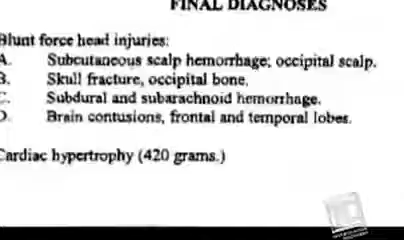 FINAL DIAGNOSES
Blunt force head injuries:
A. Subcutaneous scalp hemorrhage; occipital scalp.
B. Skull fracture, occipital bone.
C. Subdural and subarachnoid hemorrhage.
D. Brain contusions, frontal and temporal lobes.
Cardiac hypertrophy (420 grams.)